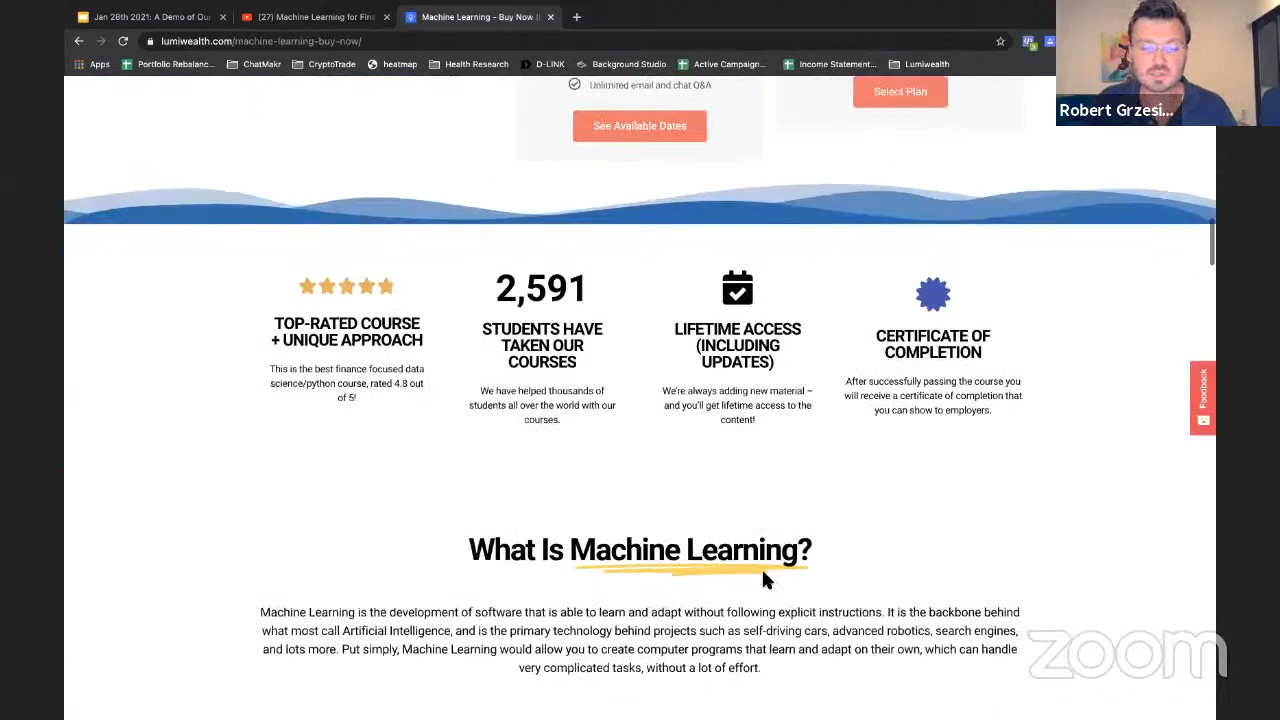 Jan 28th 2021: A Demo of Our
(27) Machine Learning for Fina
Machine Learning - Buy Now (
lumiwealth.com/machine-learning-buy-now/
Apps
Portfolio Rebalanc...
ChatMakr
CryptoTrade
heatmap
Health Research
D-LINK
Background Studio
Active Campaign...
Income Statement...
Lumiwealth
Robert Grzesi...
Unlimited email and chat Q&A
Select Plan
See Available Dates
TOP-RATED COURSE
+ UNIQUE APPROACH
This is the best finance focused data
science/python course, rated 4.8 out
of 5!
2,591
STUDENTS HAVE
TAKEN OUR
COURSES
We have helped thousands of
students all over the world with our
courses.
LIFETIME ACCESS
(INCLUDING
UPDATES)
We're always adding new material –
and you'll get lifetime access to the
content!
CERTIFICATE OF
COMPLETION
After successfully passing the course you
will receive a certificate of completion that
you can show to employers.
Feedback
What Is Machine Learning?
Machine Learning is the development of software that is able to learn and adapt without following explicit instructions. It is the backbone behind
what most call Artificial Intelligence, and is the primary technology behind projects such as self-driving cars, advanced robotics, search engines,
and lots more. Put simply, Machine Learning would allow you to create computer programs that learn and adapt on their own, which can handle
very complicated tasks, without a lot of effort.
zoom